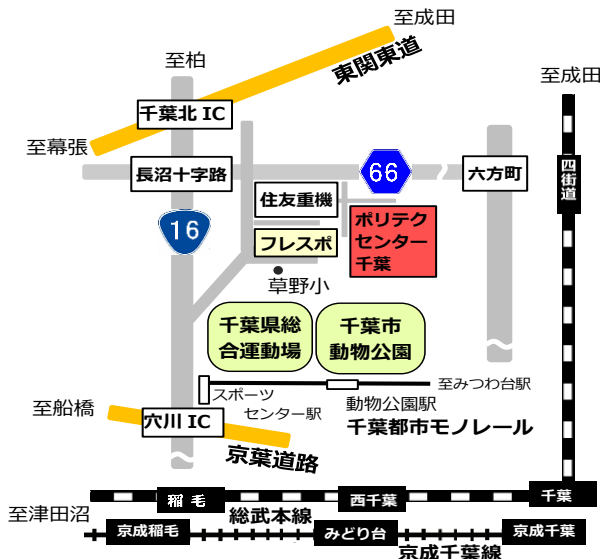 至成田
至柏
東関東道
至成田
千葉北 IC
至幕張
長沼十字路
66
六方町
四街道
住友重機
16
ポリテク
センター
千葉
フレスポ
草野小
千葉県総
合運動場
千葉市
動物公園
至みつわ台駅
スポーツ
センター駅
動物公園駅
至船橋
穴川 IC
千葉都市モノレール
京葉道路
稲毛
西千葉
千葉
至津田沼
総武本線
京成稲毛
みどり台
京成千葉
京成千葉線